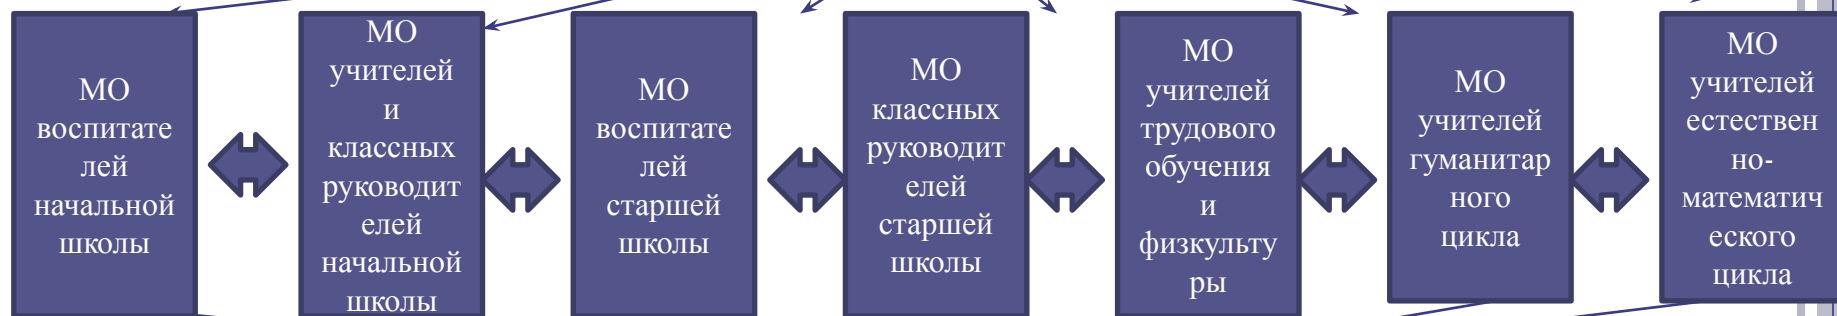 МО
воспитате
лей
начальной
школы
МО
учителей
и
классных
руководит
елей
начальной
школы
МО
воспитате
лей
старшей
школы
МО
классных
руководит
елей
старшей
школы
МО
учителей
трудового
обучения
и
физкульту
ры
МО
учителей
гуманитар
ного
цикла
МО
учителей
естествен
но-
математич
еского
цикла